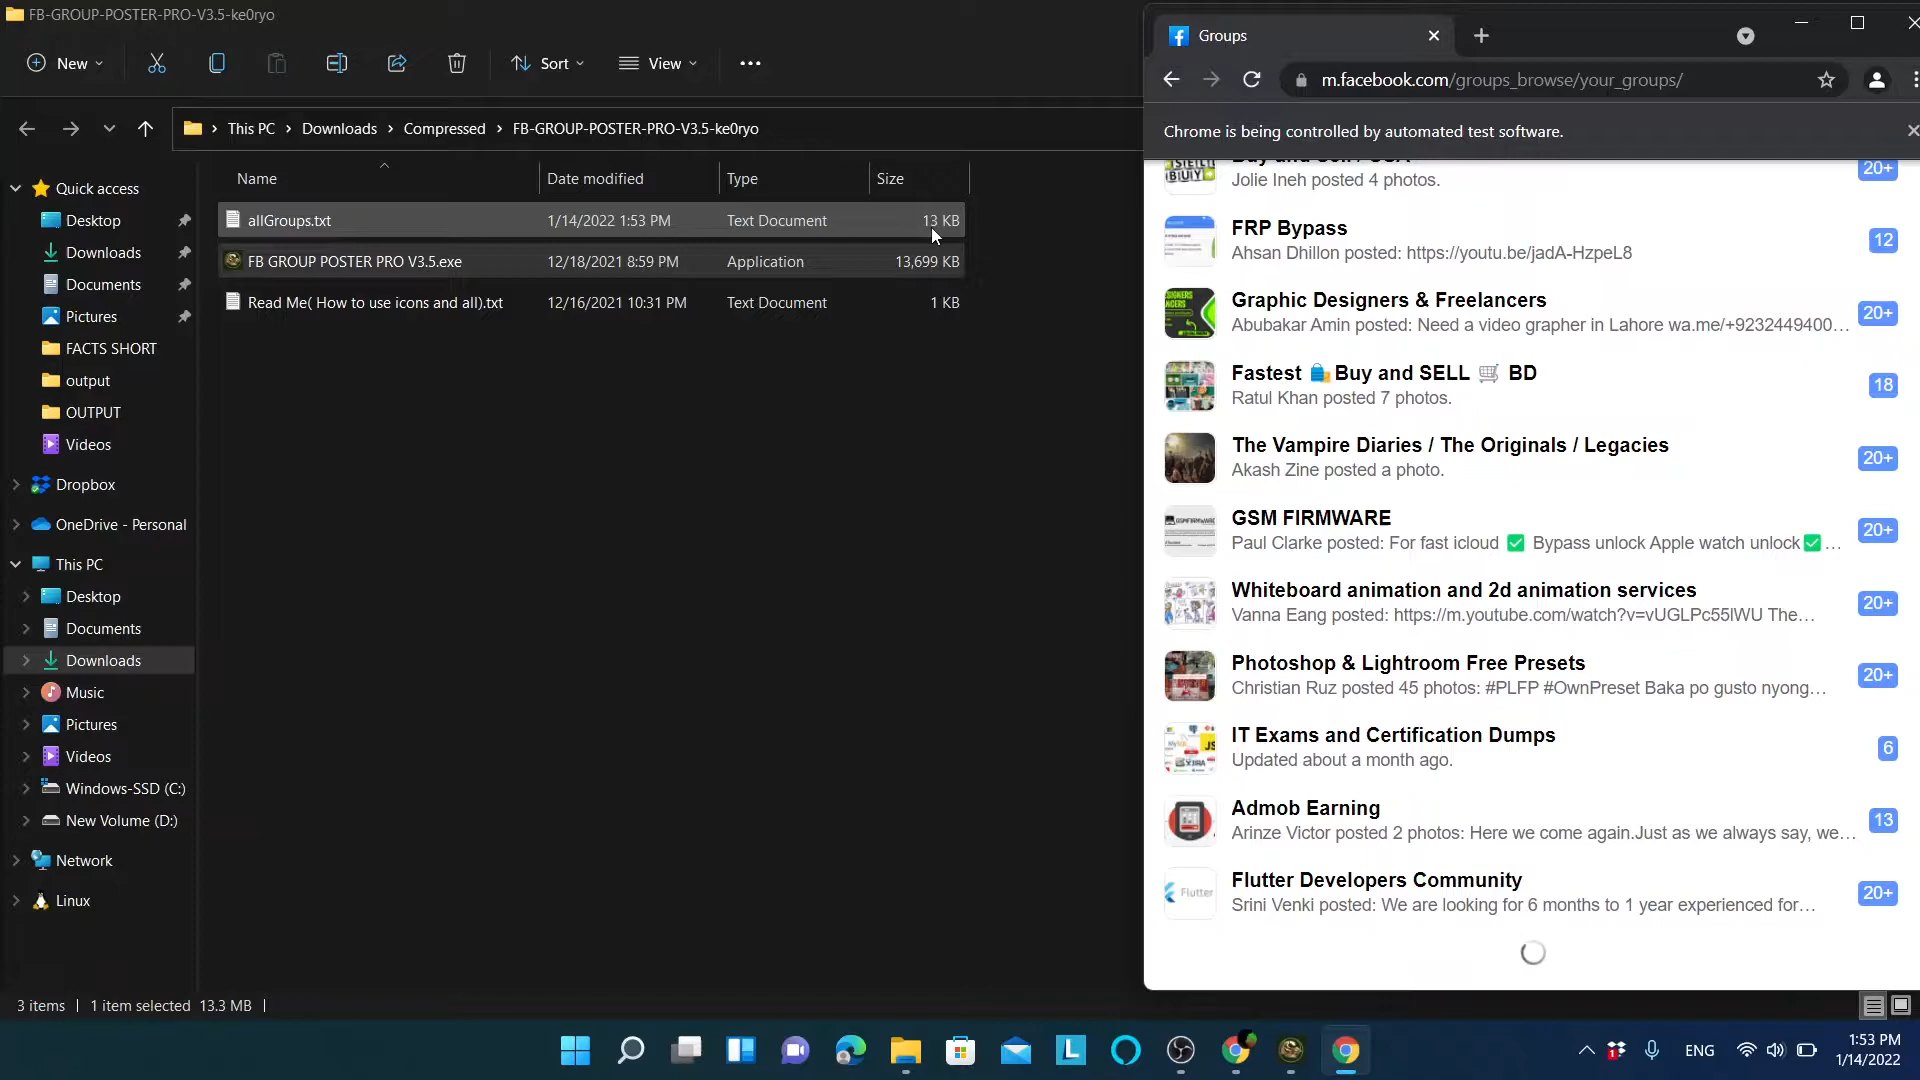 FB-GROUP-POSTER-PRO-V3.5-ke0ryo
New
Sort
View
This PC > Downloads > Compressed > FB-GROUP-POSTER-PRO-V3.5-ke0ryo
Name Date modified Type Size
allGroups.txt 1/14/2022 1:53 PM Text Document 13 KB
FB GROUP POSTER PRO V3.5.exe 12/18/2021 8:59 PM Application 13,699 KB
Read Me( How to use icons and all).txt 12/16/2021 10:31 PM Text Document 1 KB
Quick access
Desktop
Downloads
Documents
Pictures
FACTS SHORT
output
OUTPUT
Videos
Dropbox
OneDrive - Personal
This PC
Desktop
Documents
Downloads
Music
Pictures
Videos
Windows-SSD (C:)
New Volume (D:)
Network
Linux
3 items 1 item selected 13.3 MB
Groups
m.facebook.com/groups_browse/your_groups/
Chrome is being controlled by automated test software.
SELL
BUY
20+
Jolie Ineh posted 4 photos.
FRP Bypass
Ahsan Dhillon posted: https://youtu.be/jadA-HzpeL8
12
Graphic Designers & Freelancers
Abubakar Amin posted: Need a video grapher in Lahore wa.me/+9232449400...
20+
Fastest 🛍️Buy and SELL 🛒 BD
Ratul Khan posted 7 photos.
18
The Vampire Diaries / The Originals / Legacies
Akash Zine posted a photo.
20+
GSM FIRMWARE
Paul Clarke posted: For fast icloud ✅ Bypass unlock Apple watch unlock✅ ...
20+
Whiteboard animation and 2d animation services
Vanna Eang posted: https://m.youtube.com/watch?v=vUGLPc55lWU The...
20+
Photoshop & Lightroom Free Presets
Christian Ruz posted 45 photos: #PLFP #OwnPreset Baka po gusto nyong...
20+
IT Exams and Certification Dumps
Updated about a month ago.
6
Admob Earning
Arinze Victor posted 2 photos: Here we come again.Just as we always say, we...
13
Flutter Developers Community
Srini Venki posted: We are looking for 6 months to 1 year experienced for...
20+
Flutter
L
1
ENG
1:53 PM
1/14/2022